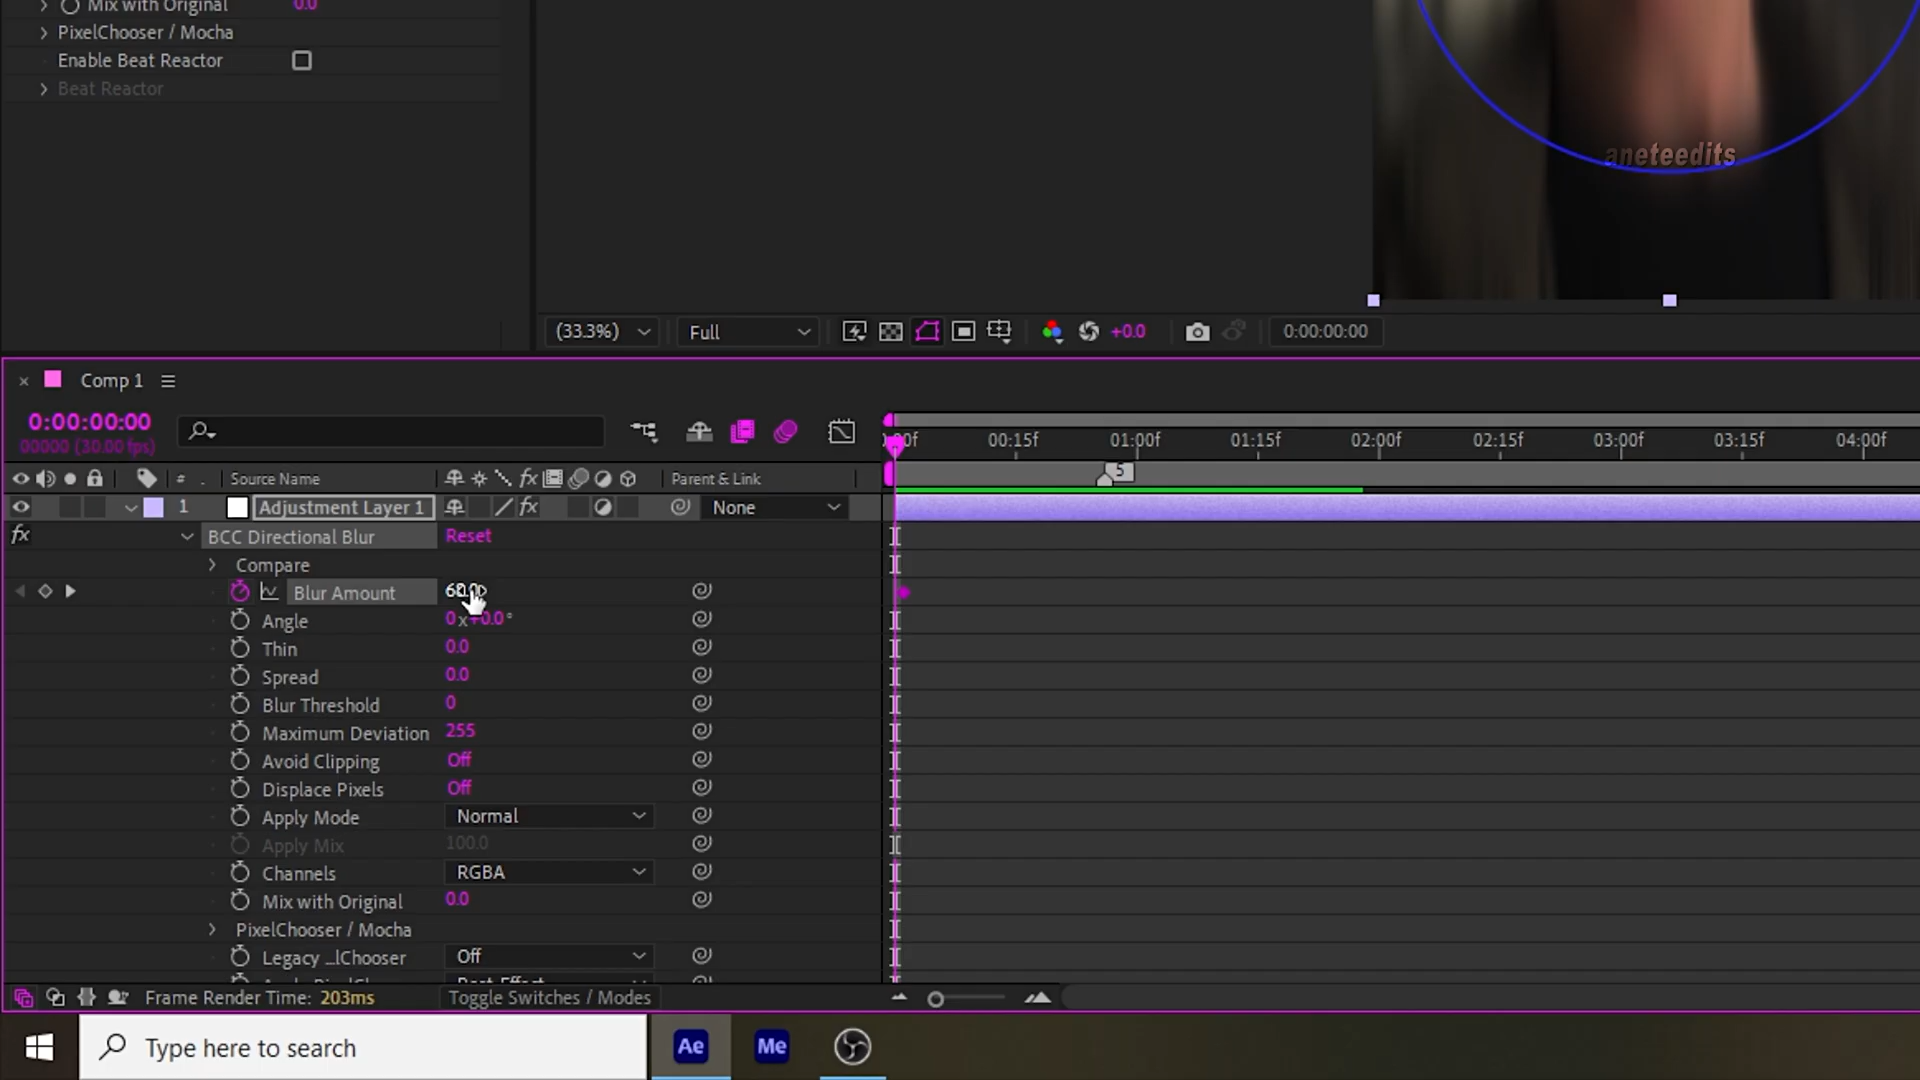 Mix with Original 0.0
PixelChooser / Mocha
Enable Beat Reactor
Beat Reactor
aneteedits
(33.3%) Full +0.0 0:00:00:00
Comp 1
0:00:00:00
00000 (30.00 fps)
00f 00:15f 01:00f 01:15f 02:00f 02:15f 03:00f 03:15f 04:00f
5
# . Source Name fx Parent & Link
1 Adjustment Layer 1 fx None
fx BCC Directional Blur Reset
Compare
Blur Amount
Angle 0 x +0.0°
Thin 0.0
Spread 0.0
Blur Threshold 0
Maximum Deviation 255
Avoid Clipping Off
Displace Pixels Off
Apply Mode Normal
Apply Mix 100.0
Channels RGBA
Mix with Original 0.0
PixelChooser / Mocha
Legacy ...lChooser Off
Frame Render Time: 203ms Toggle Switches / Modes
Type here to search Ae Me